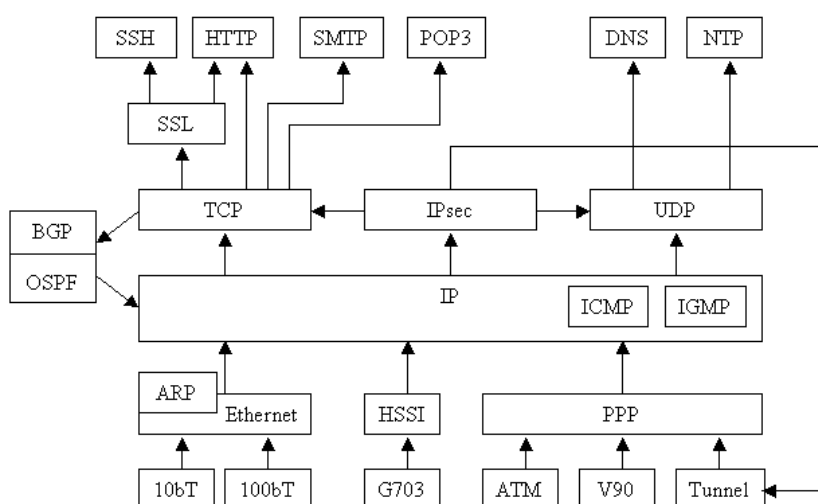 SSH HTTP SMTP POP3 DNS NTP
SSL
TCP IPsec UDP
BGP
OSPF
IP
ICMP IGMP
ARP
Ethernet HSSI PPP
10bT 100bT G703 ATM V90 Tunnel